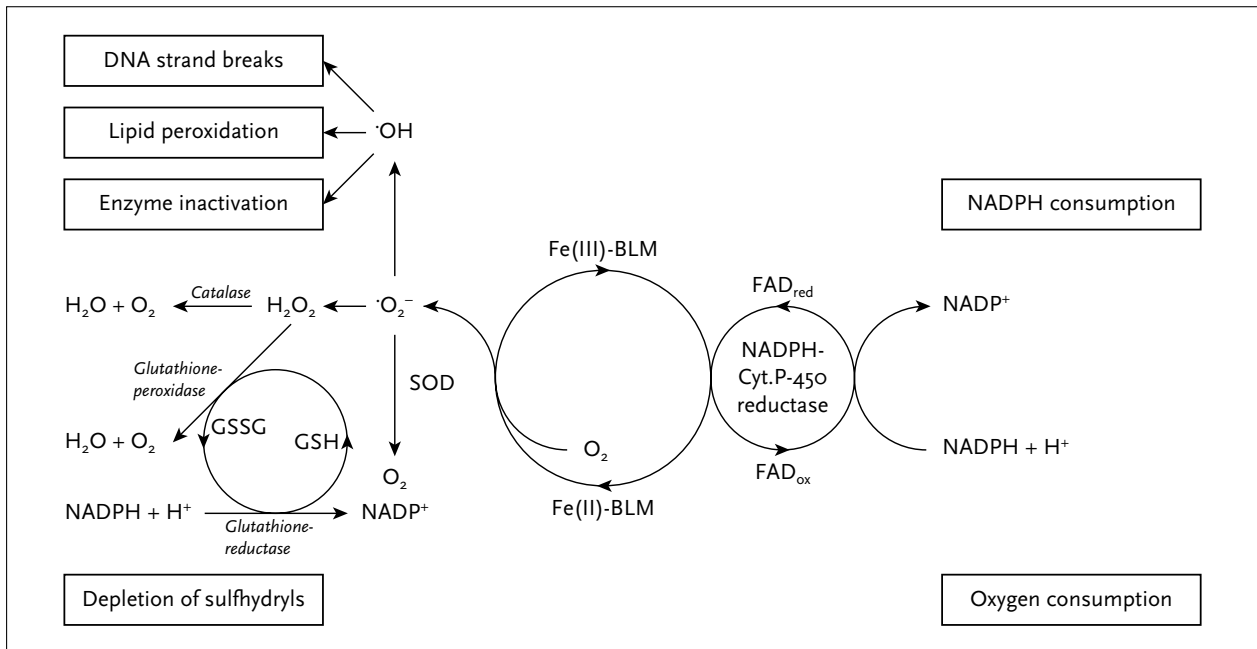 DNA strand breaks
Lipid peroxidation
·OH
Enzyme inactivation
NADPH consumption
Fe(III)-BLM
FAD_red
H₂O + O₂
Catalase
H₂O₂
·O₂⁻
NADP⁺
NADPH-
Cyt.P-450
reductase
Glutathione-
peroxidase
SOD
H₂O + O₂
GSSG
GSH
O₂
NADPH + H⁺
FAD_ox
O₂
Fe(II)-BLM
NADPH + H⁺
NADP⁺
Glutathione-
reductase
Depletion of sulfhydryls
Oxygen consumption